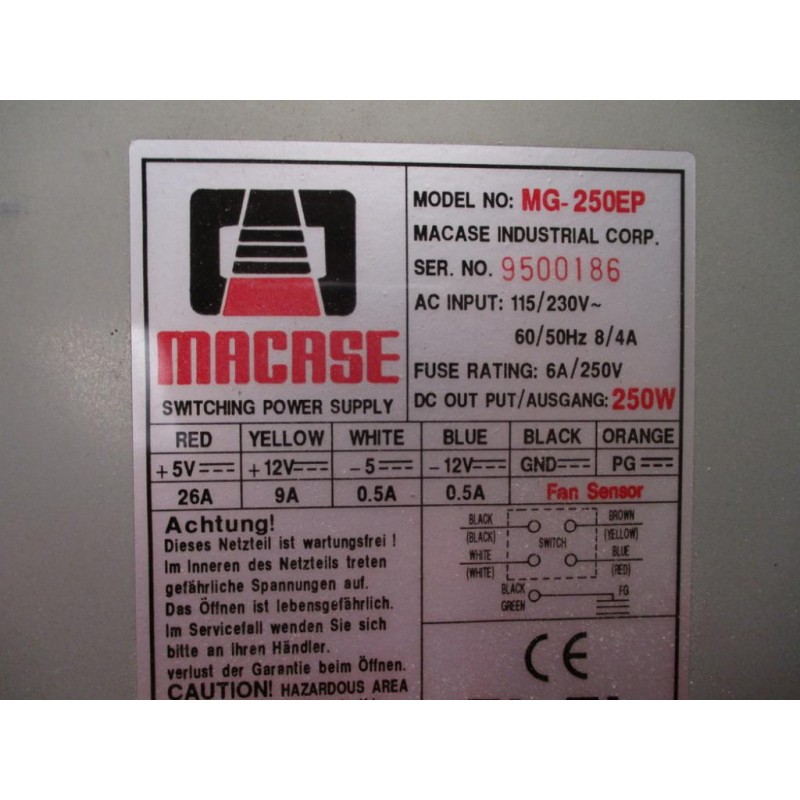 MACASE
SWITCHING POWER SUPPLY
MODEL NO: MG-250EP
MACASE INDUSTRIAL CORP.
SER. NO. 9500186
AC INPUT: 115/230V~
60/50Hz 8/4A
FUSE RATING: 6A/250V
DC OUT PUT/AUSGANG: 250W
RED YELLOW WHITE BLUE BLACK ORANGE
+5V +12V -5 -12V GND PG
26A 9A 0.5A 0.5A Fan Sensor
Achtung!
Dieses Netzteil ist wartungsfrei !
Im Inneren des Netzteils treten
gefährliche Spannungen auf.
Das Öffnen ist lebensgefährlich.
Im Servicefall wenden Sie sich
bitte an ihren Händler.
verlust der Garantie beim Öffnen.
CAUTION! HAZARDOUS AREA
BLACK BROWN
(BLACK) SWITCH (YELLOW)
WHITE BLUE
(WHITE) (RED)
BLACK FG
GREEN
CE